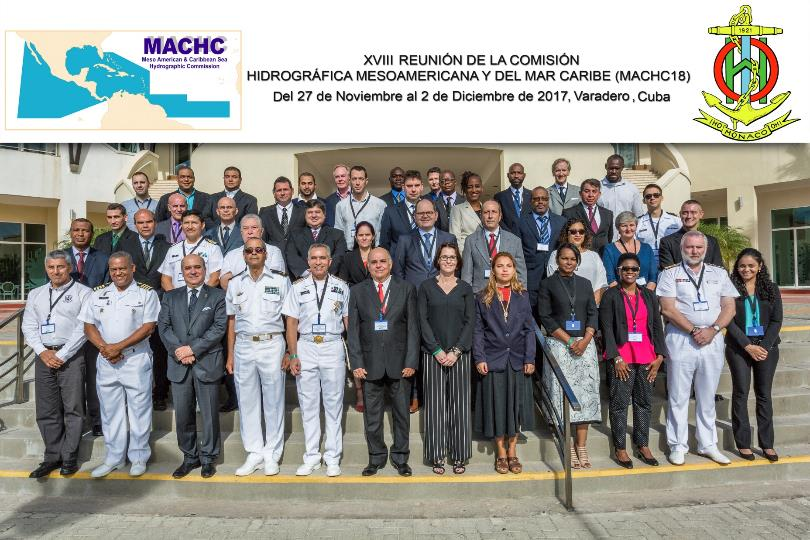 MACHC
Meso American & Caribbean Sea
Hydrographic Commission
XVIII REUNIÓN DE LA COMISIÓN
HIDROGRÁFICA MESOAMERICANA Y DEL MAR CARIBE (MACHC18)
Del 27 de Noviembre al 2 de Diciembre de 2017, Varadero, Cuba
1921
IHO MONACO OHI